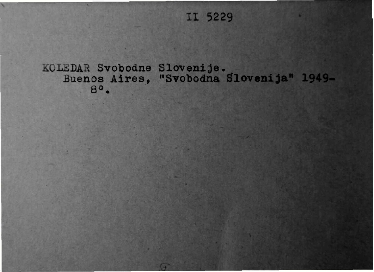 II 5229
KOLEDAR Svobodne Slovenije.
Buenos Aires, "Svobodna Slovenija" 1949-
8°.